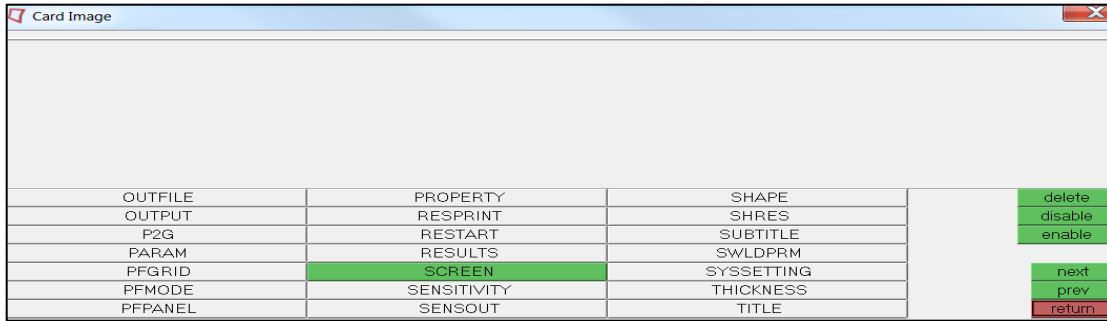 Card Image
OUTFILE PROPERTY SHAPE delete
OUTPUT RESPRINT SHRES disable
P2G RESTART SUBTITLE enable
PARAM RESULTS SWLDPRM
PFGRID SCREEN SYSSETTING next
PFMODE SENSITIVITY THICKNESS prev
PFPANEL SENSOUT TITLE return